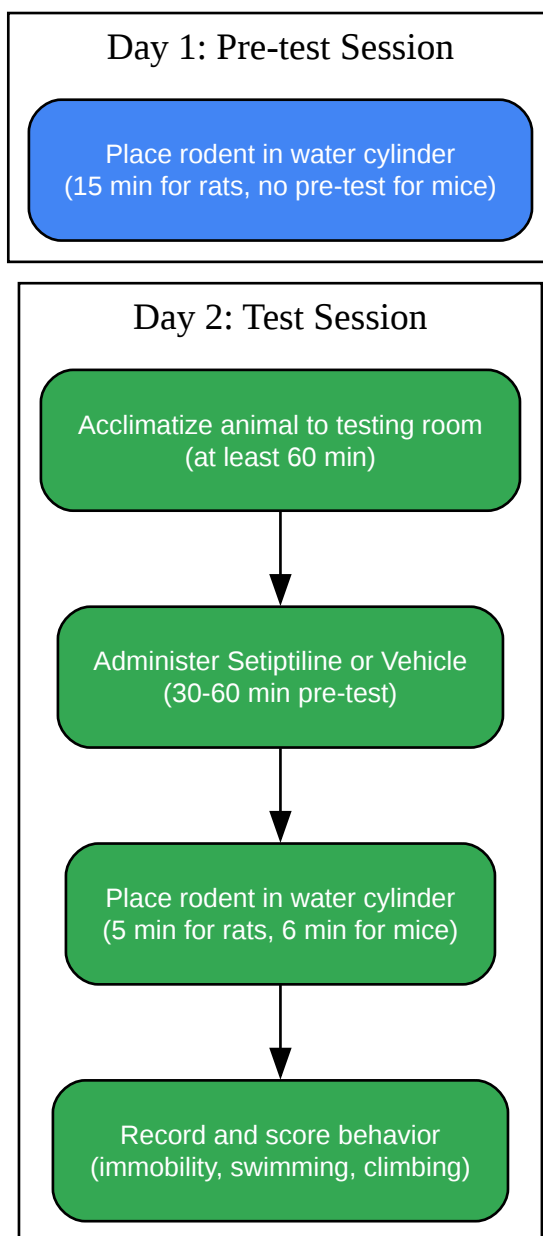 Day 1: Pre-test Session
Place rodent in water cylinder
(15 min for rats, no pre-test for mice)
Day 2: Test Session
Acclimatize animal to testing room
(at least 60 min)
Administer Setiptiline or Vehicle
(30-60 min pre-test)
Place rodent in water cylinder
(5 min for rats, 6 min for mice)
Record and score behavior
(immobility, swimming, climbing)